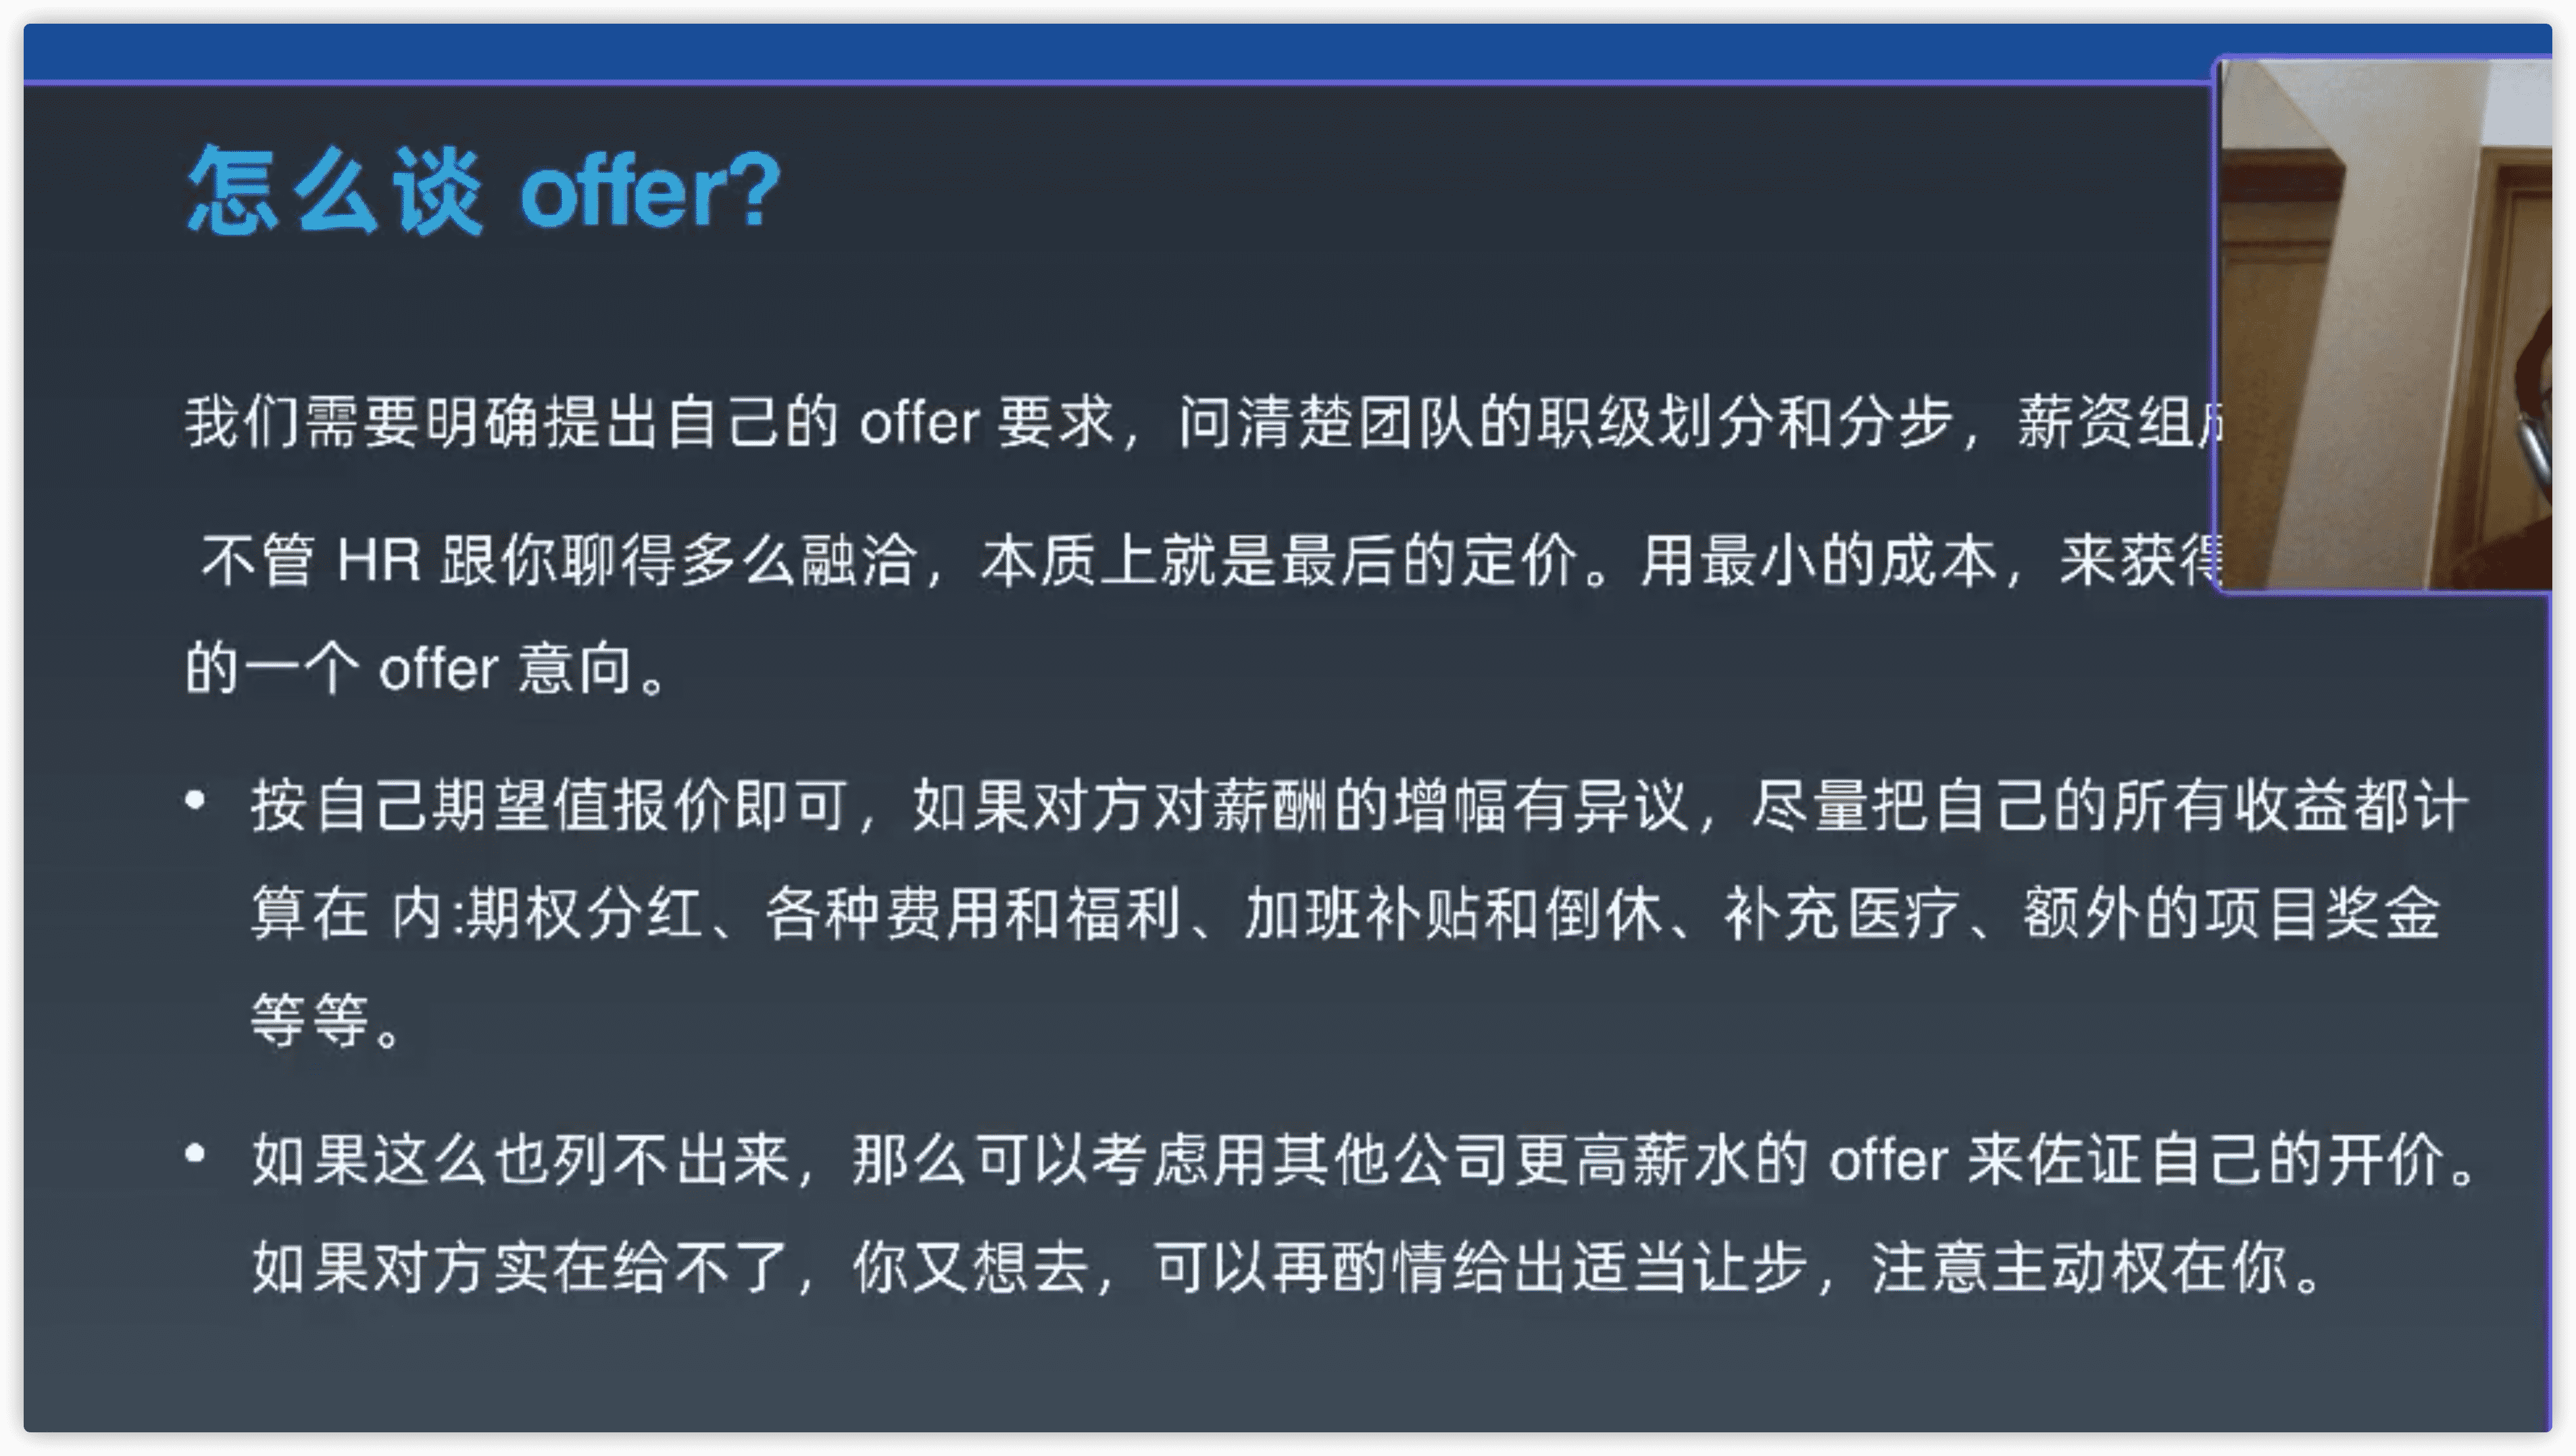 怎么谈 offer?
我们需要明确提出自己的 offer 要求，问清楚团队的职级划分和分步，薪资组
不管 HR 跟你聊得多么融洽，本质上就是最后的定价。用最小的成本，来获得
的一个 offer 意向。
• 按自己期望值报价即可，如果对方对薪酬的增幅有异议，尽量把自己的所有收益都计
算在 内:期权分红、各种费用和福利、加班补贴和倒休、补充医疗、额外的项目奖金
等等。
• 如果这么也列不出来，那么可以考虑用其他公司更高薪水的 offer 来佐证自己的开价。
如果对方实在给不了，你又想去，可以再酌情给出适当让步，注意主动权在你。